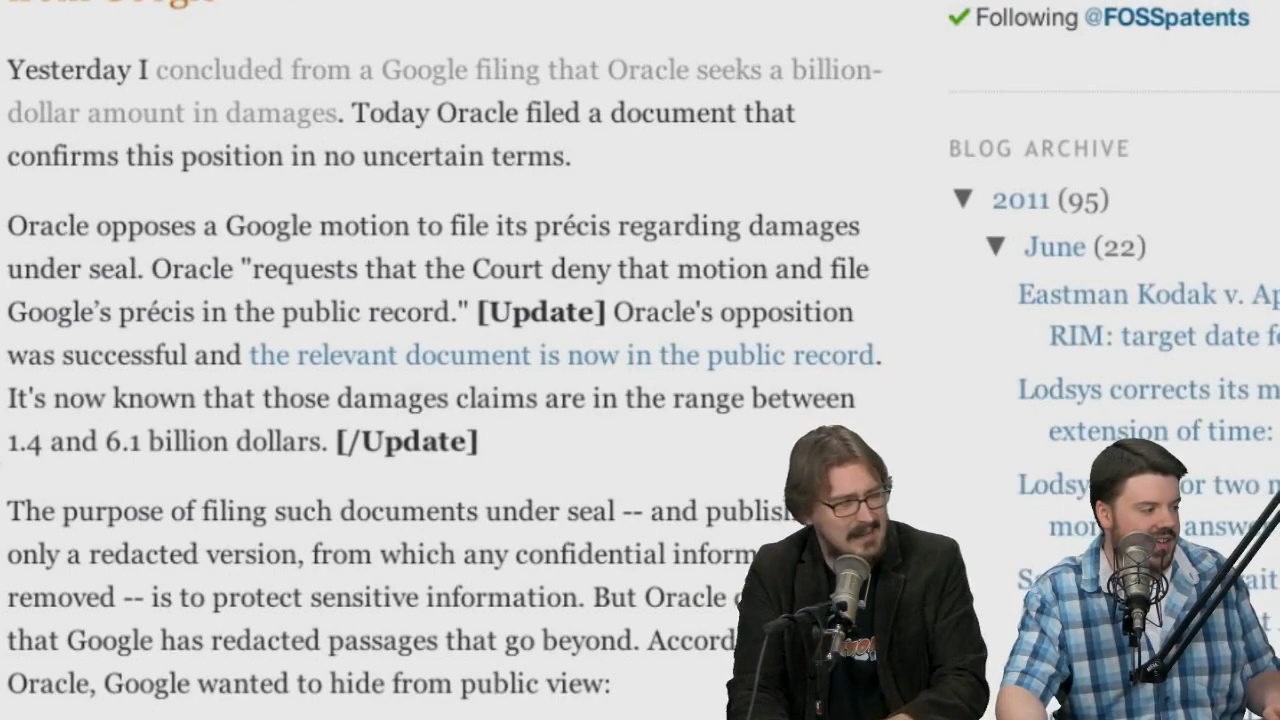 Yesterday I concluded from a Google filing that Oracle seeks a billion-
dollar amount in damages. Today Oracle filed a document that
confirms this position in no uncertain terms.
Oracle opposes a Google motion to file its précis regarding damages
under seal. Oracle "requests that the Court deny that motion and file
Google’s précis in the public record." [Update] Oracle's opposition
was successful and the relevant document is now in the public record.
It's now known that those damages claims are in the range between
1.4 and 6.1 billion dollars. [/Update]
The purpose of filing such documents under seal -- and publis
only a redacted version, from which any confidential inform
removed -- is to protect sensitive information. But Oracle
that Google has redacted passages that go beyond. Accord
Oracle, Google wanted to hide from public view:
Following @FOSSpatents
BLOG ARCHIVE
▼ 2011 (95)
▼ June (22)
Eastman Kodak v. Ap
RIM: target date f
Lodsys corrects its m
extension of time:
Lodsy or two
mor answ